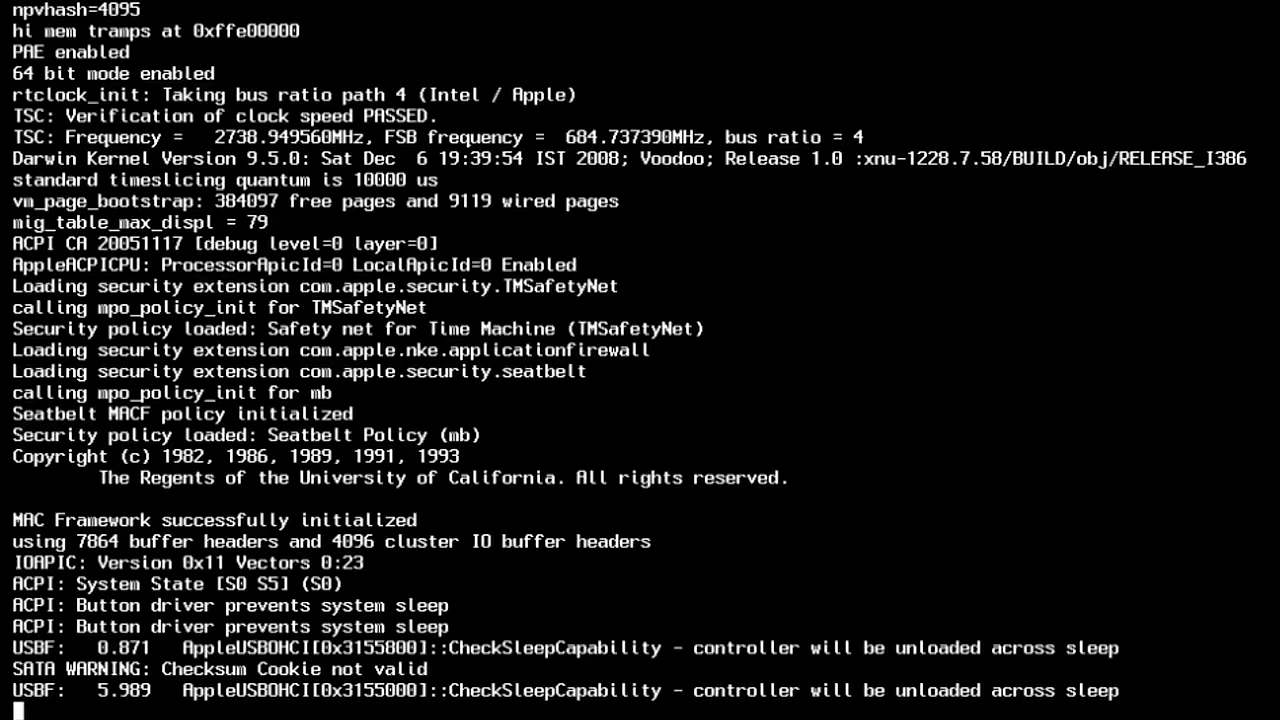 npvhash=4095
hi mem tramps at 0xffe00000
PAE enabled
64 bit mode enabled
rtclock_init: Taking bus ratio path 4 (Intel / Apple)
TSC: Verification of clock speed PASSED.
TSC: Frequency =   2738.949560MHz, FSB frequency =  684.737390MHz, bus ratio = 4
Darwin Kernel Version 9.5.0: Sat Dec  6 19:39:54 IST 2008; Voodoo; Release 1.0 :xnu-1228.7.58/BUILD/obj/RELEASE_I386
standard timeslicing quantum is 10000 us
vm_page_bootstrap: 384097 free pages and 9119 wired pages
mig_table_max_displ = 79
ACPI CA 20051117 [debug level=0 layer=0]
AppleACPICPU: ProcessorApicId=0 LocalApicId=0 Enabled
Loading security extension com.apple.security.TMSafetyNet
calling mpo_policy_init for TMSafetyNet
Security policy loaded: Safety net for Time Machine (TMSafetyNet)
Loading security extension com.apple.nke.applicationfirewall
Loading security extension com.apple.security.seatbelt
calling mpo_policy_init for mb
Seatbelt MACF policy initialized
Security policy loaded: Seatbelt Policy (mb)
Copyright (c) 1982, 1986, 1989, 1991, 1993
        The Regents of the University of California. All rights reserved.
MAC Framework successfully initialized
using 7864 buffer headers and 4096 cluster IO buffer headers
IOAPIC: Version 0x11 Vectors 0:23
ACPI: System State [S0 S5] (S0)
ACPI: Button driver prevents system sleep
ACPI: Button driver prevents system sleep
USBF:   0.871   AppleUSBOHCI[0x3155800]::CheckSleepCapability - controller will be unloaded across sleep
SATA WARNING: Checksum Cookie not valid
USBF:   5.989   AppleUSBOHCI[0x3155000]::CheckSleepCapability - controller will be unloaded across sleep